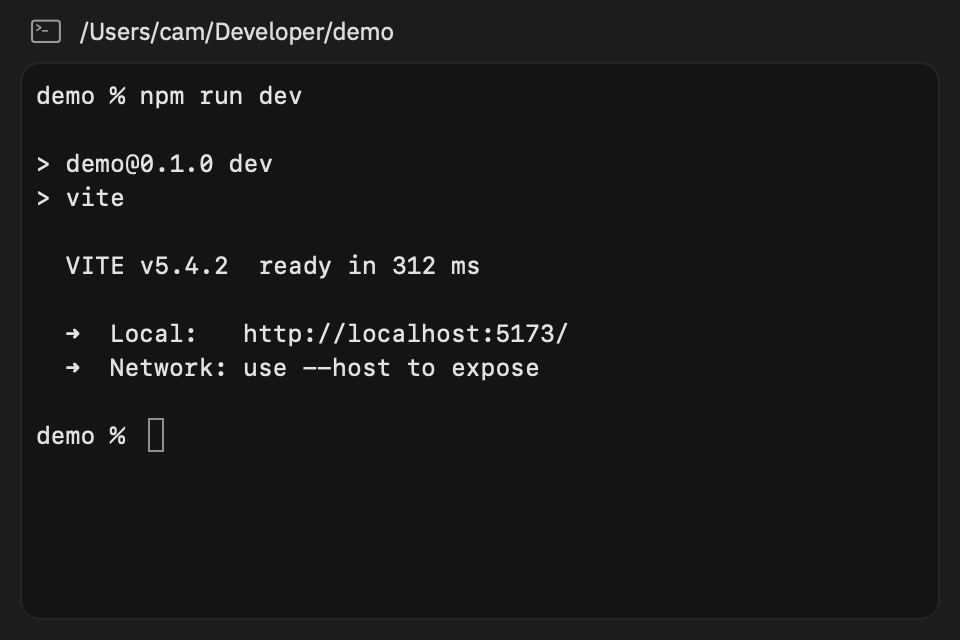 /Users/cam/Developer/demo
demo % npm run dev
> demo@0.1.0 dev
> vite
VITE v5.4.2  ready in 312 ms
➜  Local:   http://localhost:5173/
➜  Network: use --host to expose
demo %